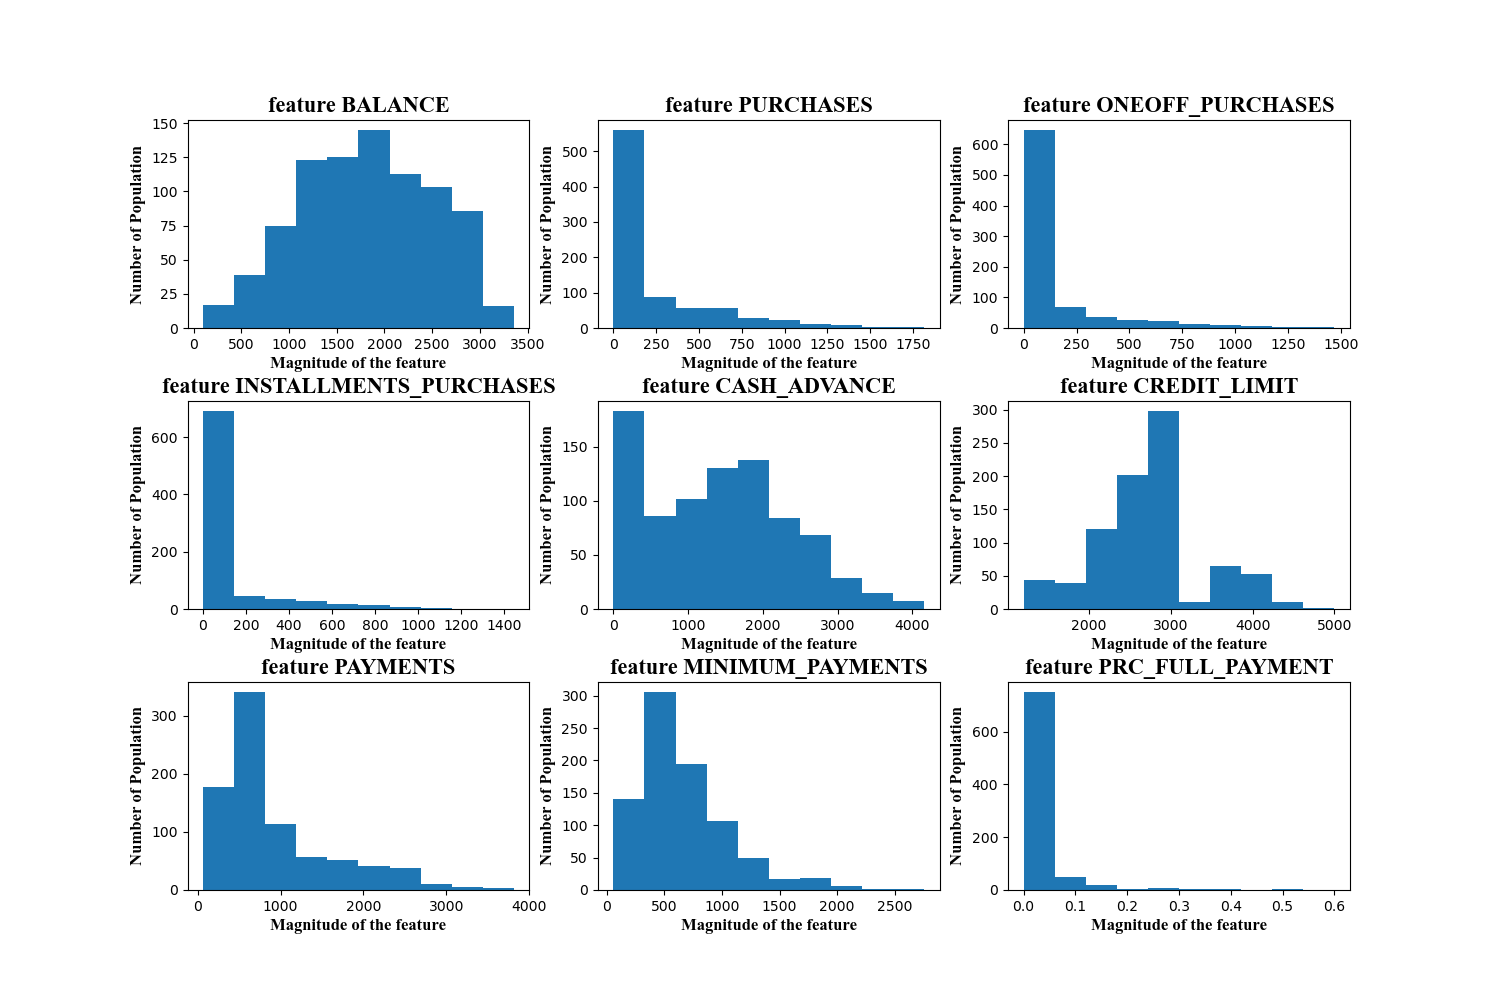 feature BALANCE
Number of Population
150
125
100
75
50
25
0
0 500 1000 1500 2000 2500 3000 3500
Magnitude of the feature
feature PURCHASES
Number of Population
500
400
300
200
100
0
0 250 500 750 1000 1250 1500 1750
Magnitude of the feature
feature ONEOFF_PURCHASES
Number of Population
600
500
400
300
200
100
0
0 250 500 750 1000 1250 1500
Magnitude of the feature
feature INSTALLMENTS_PURCHASES
Number of Population
600
400
200
0
0 200 400 600 800 1000 1200 1400
Magnitude of the feature
feature CASH_ADVANCE
Number of Population
150
100
50
0
0 1000 2000 3000 4000
Magnitude of the feature
feature CREDIT_LIMIT
Number of Population
300
250
200
150
100
50
0
2000 3000 4000 5000
Magnitude of the feature
feature PAYMENTS
Number of Population
300
200
100
0
0 1000 2000 3000 4000
Magnitude of the feature
feature MINIMUM_PAYMENTS
Number of Population
300
250
200
150
100
50
0
0 500 1000 1500 2000 2500
Magnitude of the feature
feature PRC_FULL_PAYMENT
Number of Population
600
400
200
0
0.0 0.1 0.2 0.3 0.4 0.5 0.6
Magnitude of the feature